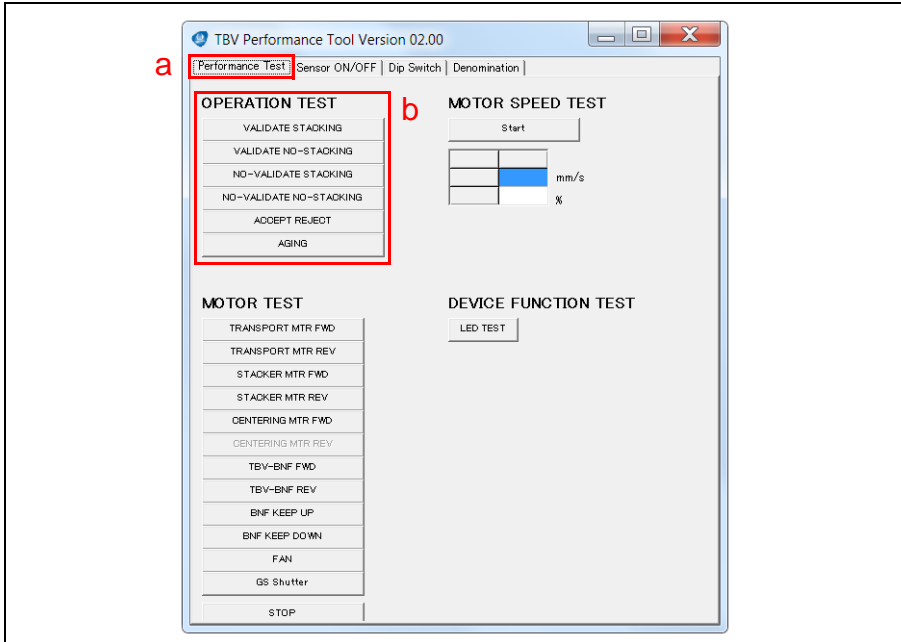 TBV Performance Tool Version 02.00
a
Performance Test Sensor ON/OFF Dip Switch Denomination
OPERATION TEST
b
VALIDATE STACKING
VALIDATE NO-STACKING
NO-VALIDATE STACKING
NO-VALIDATE NO-STACKING
ACCEPT REJECT
AGING
MOTOR SPEED TEST
Start
mm/s
%
MOTOR TEST
TRANSPORT MTR FWD
TRANSPORT MTR REV
STACKER MTR FWD
STACKER MTR REV
CENTERING MTR FWD
CENTERING MTR REV
TBV-BNF FWD
TBV-BNF REV
BNF KEEP UP
BNF KEEP DOWN
FAN
GS Shutter
STOP
DEVICE FUNCTION TEST
LED TEST